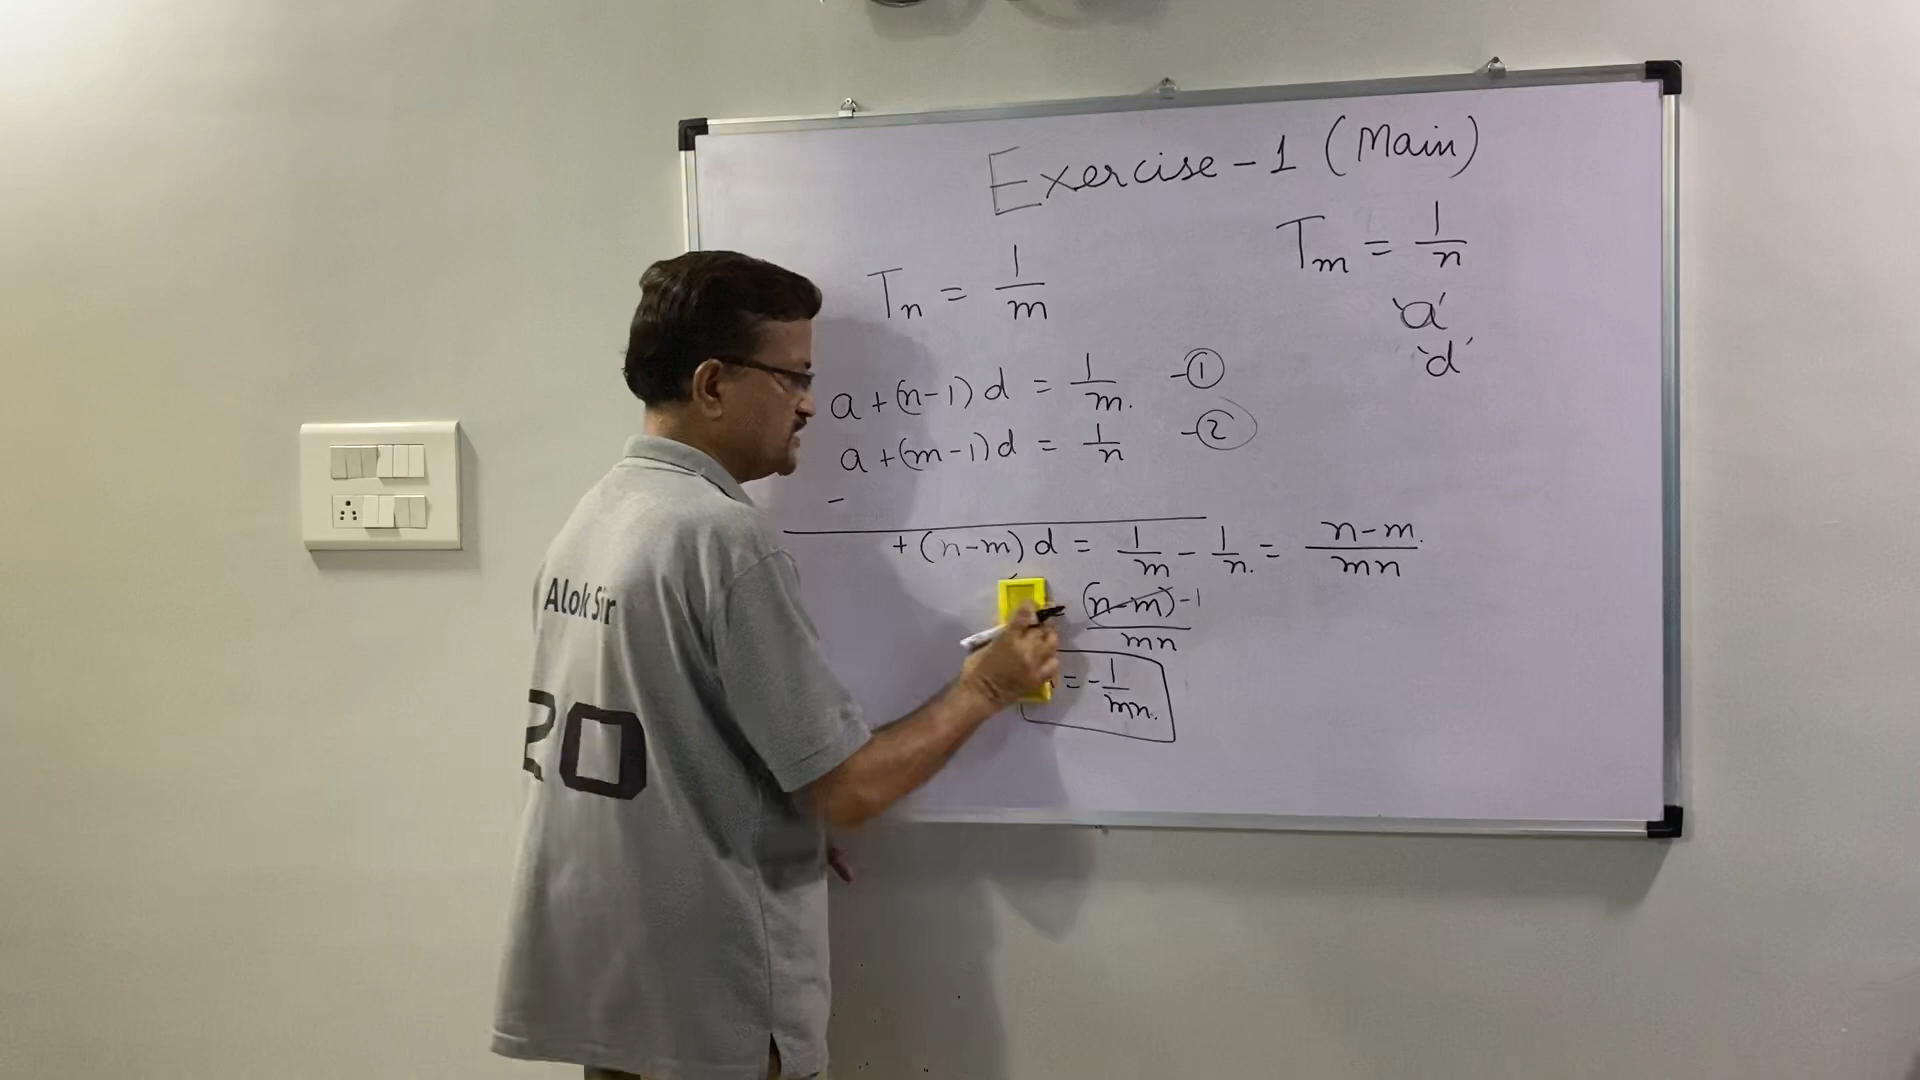 Exercise - 1 (Main)
Tn = 1/m
Tm = 1/n
'a'
'd'
a + (n-1) d = 1/m. -①
a + (m-1) d = 1/n -②
-
+ (n-m) d = 1/m - 1/n. = n-m./mn
(n-m) -1/mn
= - 1/mn.
Alok Sir
20